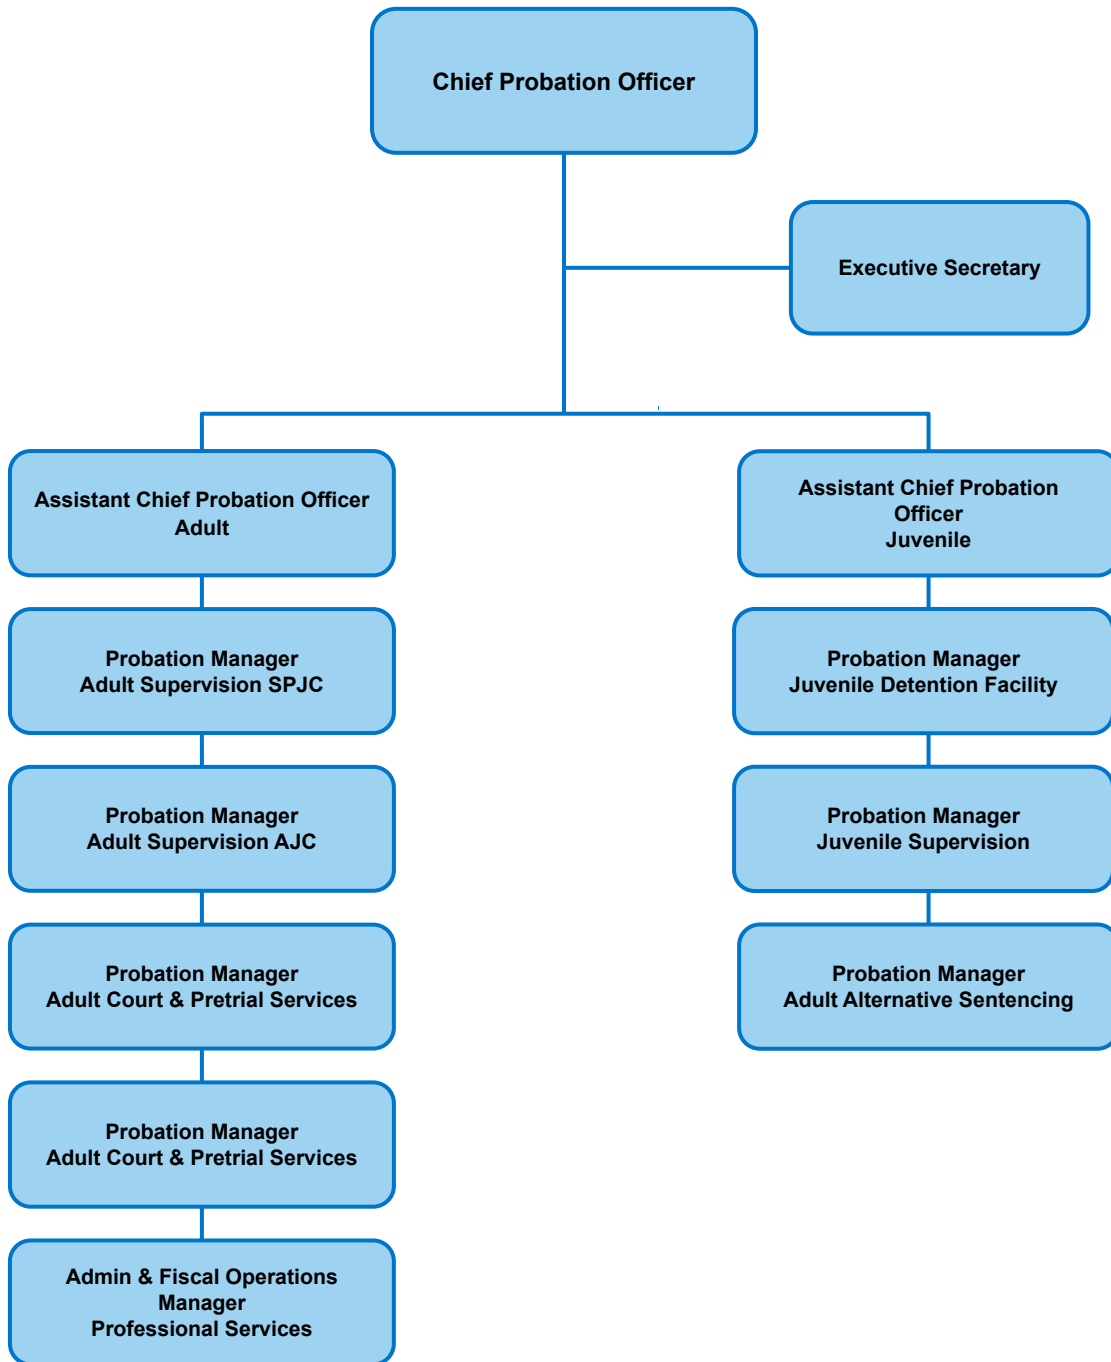 Chief Probation Officer
Executive Secretary
Assistant Chief Probation Officer
Adult
Assistant Chief Probation
Officer
Juvenile
Probation Manager
Adult Supervision SPJC
Probation Manager
Juvenile Detention Facility
Probation Manager
Adult Supervision AJC
Probation Manager
Juvenile Supervision
Probation Manager
Adult Court & Pretrial Services
Probation Manager
Adult Alternative Sentencing
Probation Manager
Adult Court & Pretrial Services
Admin & Fiscal Operations
Manager
Professional Services